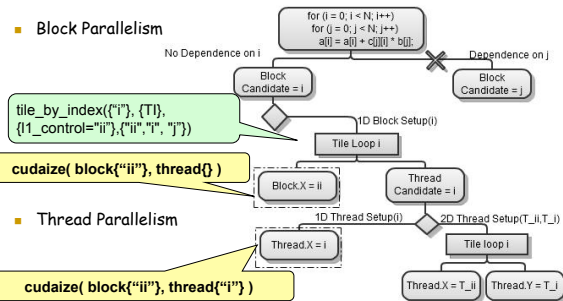 Block Parallelism
for (i = 0; i < N; i++)
for (j = 0; j < N; j++)
a[i] = a[i] + c[j][i] * b[j];
No Dependence on i
Dependence on j
Block
Candidate = i
Block
Candidate = j
tile_by_index({“i”}, {TI},
{l1_control="ii”},{"ii","i", "j”})
1D Block Setup(i)
Tile Loop i
cudaize( block{“ii”}, thread{} )
Block.X = ii
Thread
Candidate = i
Thread Parallelism
1D Thread Setup(i)
2D Thread Setup(T_ii,T_i)
Thread.X = i
Tile loop i
cudaize( block{“ii”}, thread{“i”} )
Thread.X = T_ii
Thread.Y = T_i